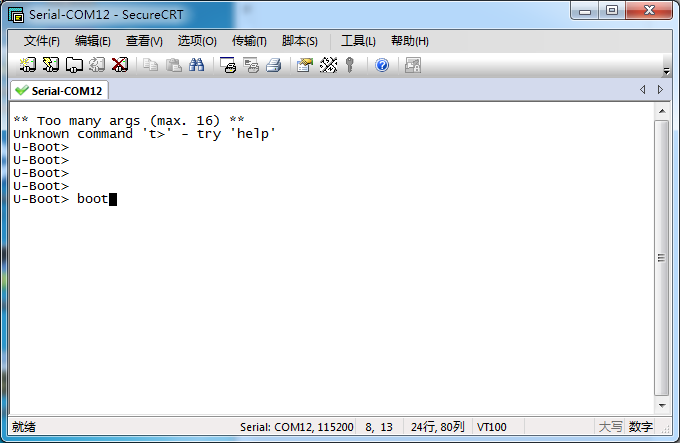 Serial-COM12 - SecureCRT
文件(F) 编辑(E) 查看(V) 选项(O) 传输(T) 脚本(S) 工具(L) 帮助(H)
Serial-COM12
** Too many args (max. 16) **
Unknown command 't>' - try 'help'
U-Boot>
U-Boot>
U-Boot>
U-Boot>
U-Boot> boot
就绪 Serial: COM12, 115200 8, 13 24行, 80列 VT100 大写 数字